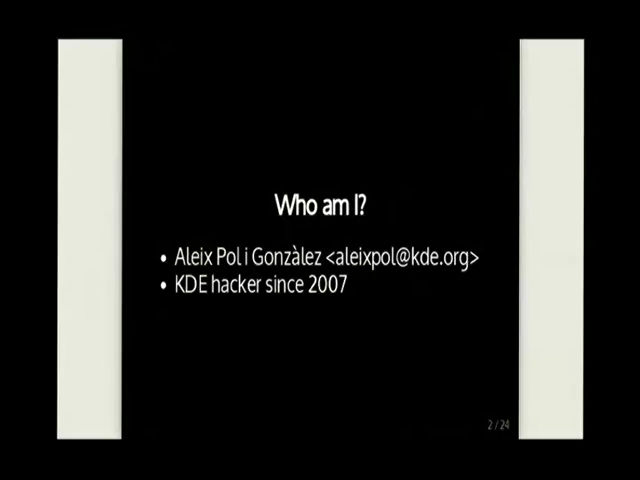 Who am I?
• Aleix Pol i Gonzàlez <aleixpol@kde.org>
• KDE hacker since 2007
2 / 24